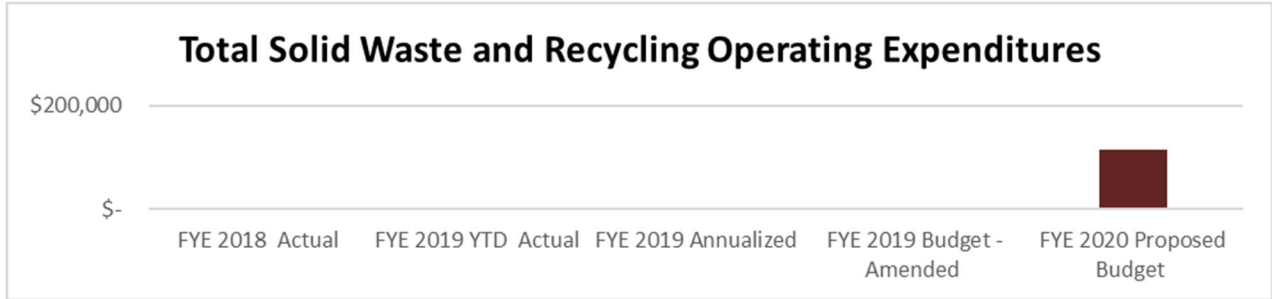 Total Solid Waste and Recycling Operating Expenditures
$200,000
$-
FYE 2018 Actual
FYE 2019 YTD Actual
FYE 2019 Annualized
FYE 2019 Budget -
Amended
FYE 2020 Proposed
Budget